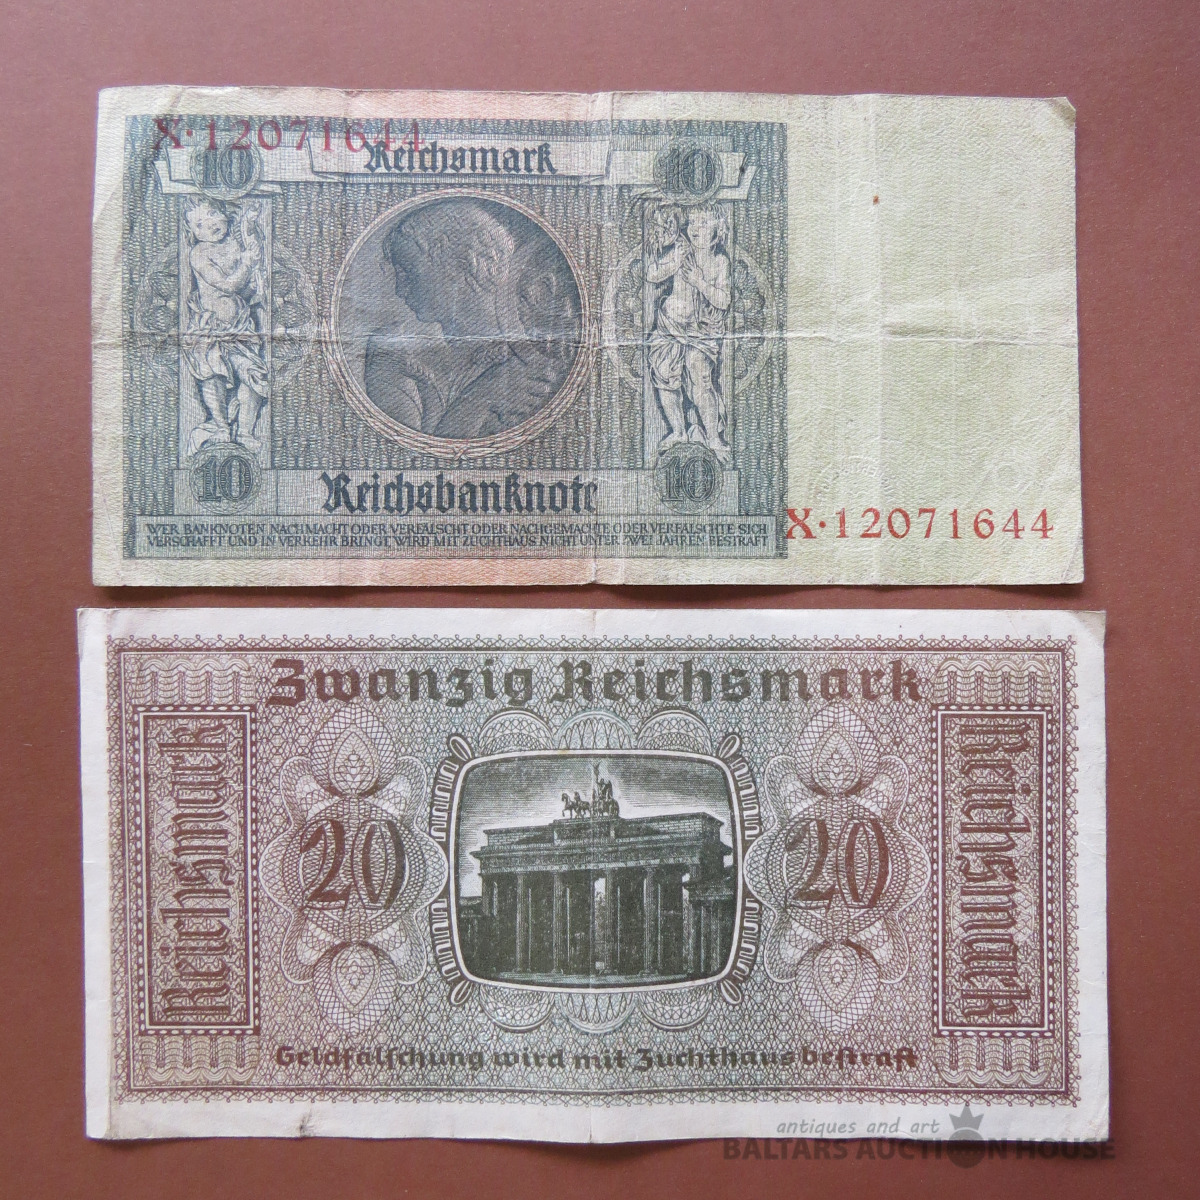 X·12071644
10 Reichsmark 10
10 Reichsbanknote 10
WER BANKNOTEN NACHMACHT ODER VERFÄLSCHT ODER NACHGEMACHTE ODER VERFÄLSCHTE SICH
VERSCHAFFT UND IN VERKEHR BRINGT, WIRD MIT ZUCHTHAUS NICHT UNTER ZWEI JAHREN BESTRAFT
X·12071644
Zwanzig Reichsmark
Reichsmark
20
20
Reichsmark
Geldfälschung wird mit Zuchthaus bestraft
antiques and art
BALTARS AUCTION HOUSE